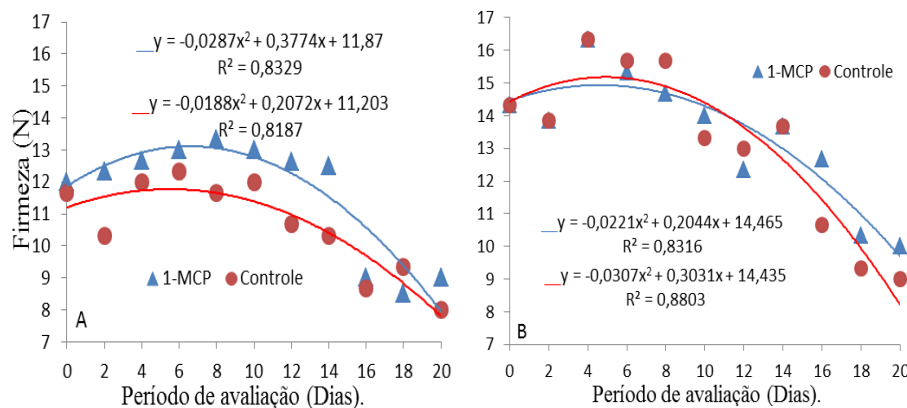 17
16
15
14
13
12
11
10
9
8
7
Firmeza (N)
y = -0,0287x² + 0,3774x + 11,87
R² = 0,8329
y = -0,0188x² + 0,2072x + 11,203
R² = 0,8187
1-MCP Controle
A
0 2 4 6 8 10 12 14 16 18 20
Período de avaliação (Dias).
17
16
15
14
13
12
11
10
9
8
7
1-MCP Controle
y = -0,0221x² + 0,2044x + 14,465
R² = 0,8316
y = -0,0307x² + 0,3031x + 14,435
R² = 0,8803
B
0 2 4 6 8 10 12 14 16 18 20
Período de avaliação (Dias).